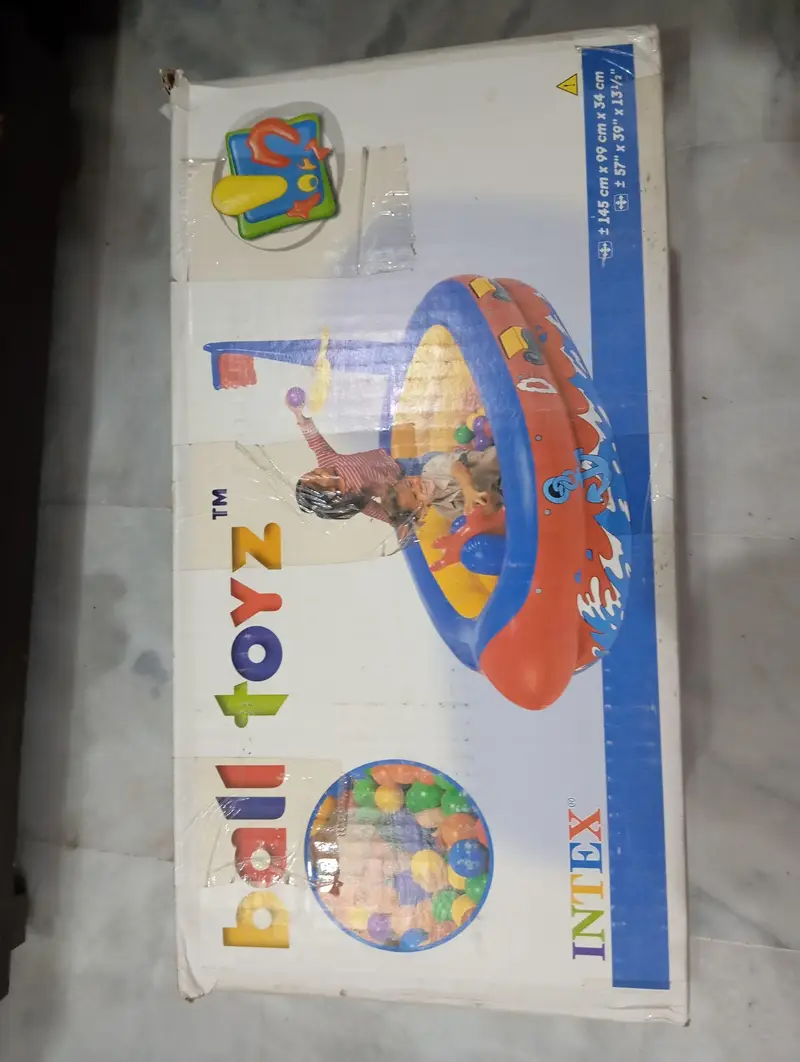 ball toyz™
INTEX®
± 145 cm x 99 cm x 34 cm
± 57" x 39" x 13½"